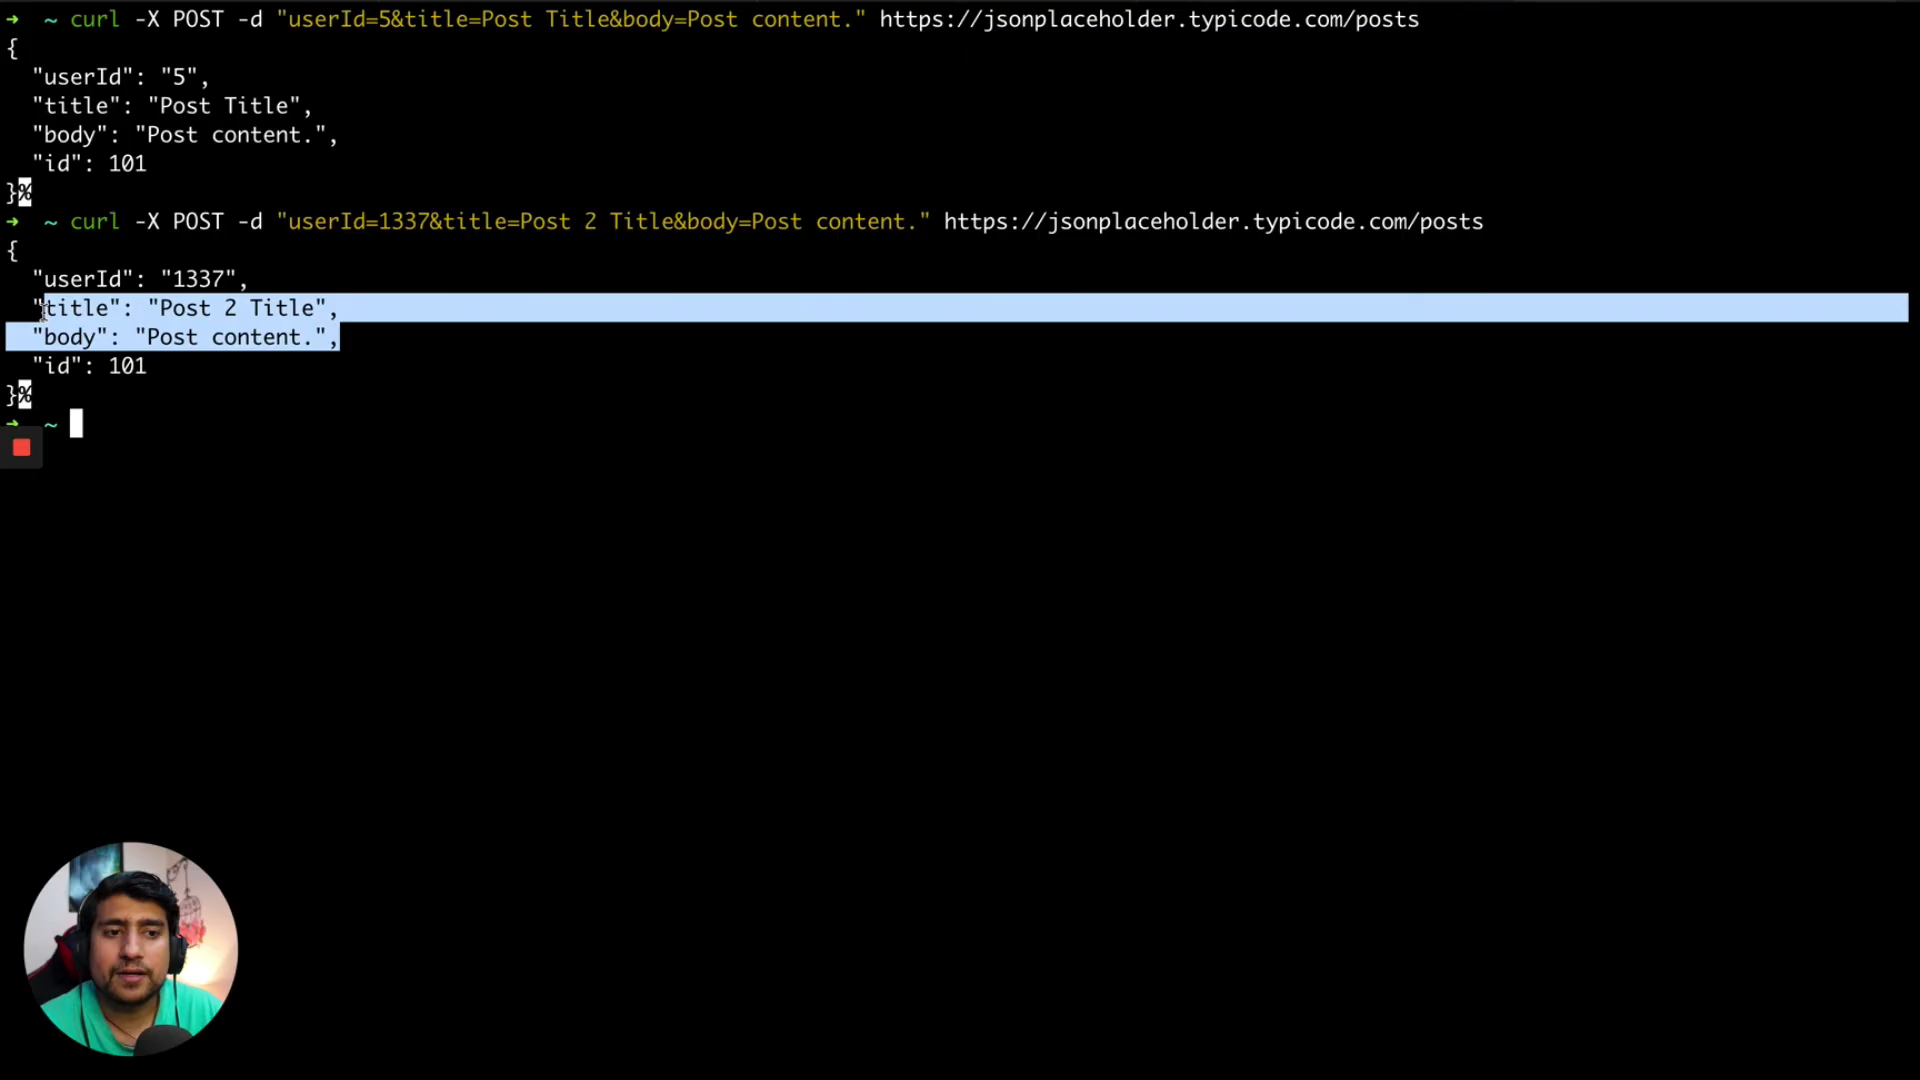 ➜  ~ curl -X POST -d "userId=5&title=Post Title&body=Post content." https://jsonplaceholder.typicode.com/posts
{
  "userId": "5",
  "title": "Post Title",
  "body": "Post content.",
  "id": 101
}%
➜  ~ curl -X POST -d "userId=1337&title=Post 2 Title&body=Post content." https://jsonplaceholder.typicode.com/posts
{
  "userId": "1337",
  "title": "Post 2 Title",
  "body": "Post content.",
  "id": 101
}%
➜  ~